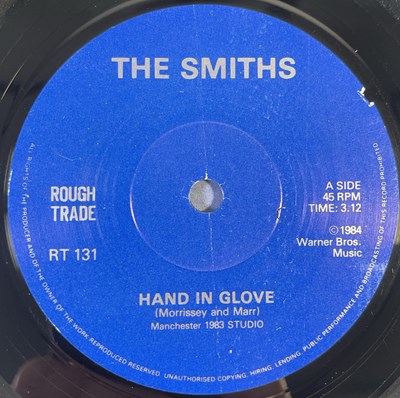 THE SMITHS
ROUGH
TRADE
RT 131
A SIDE
45 RPM
TIME: 3.12
©1984
Warner Bros.
Music
HAND IN GLOVE
(Morrissey and Marr)
Manchester 1983 STUDIO
ALL RIGHTS OF THE PRODUCER AND OF THE OWNER OF THE WORK REPRODUCED RESERVED. UNAUTHORISED COPYING, HIRING, LENDING, PUBLIC PERFORMANCE AND BROADCASTING OF THIS RECORD PROHIBITED